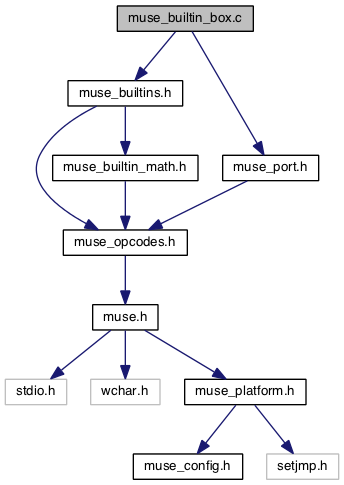 muse_builtin_box.c
muse_builtins.h
muse_builtin_math.h
muse_port.h
muse_opcodes.h
muse.h
stdio.h
wchar.h
muse_platform.h
muse_config.h
setjmp.h